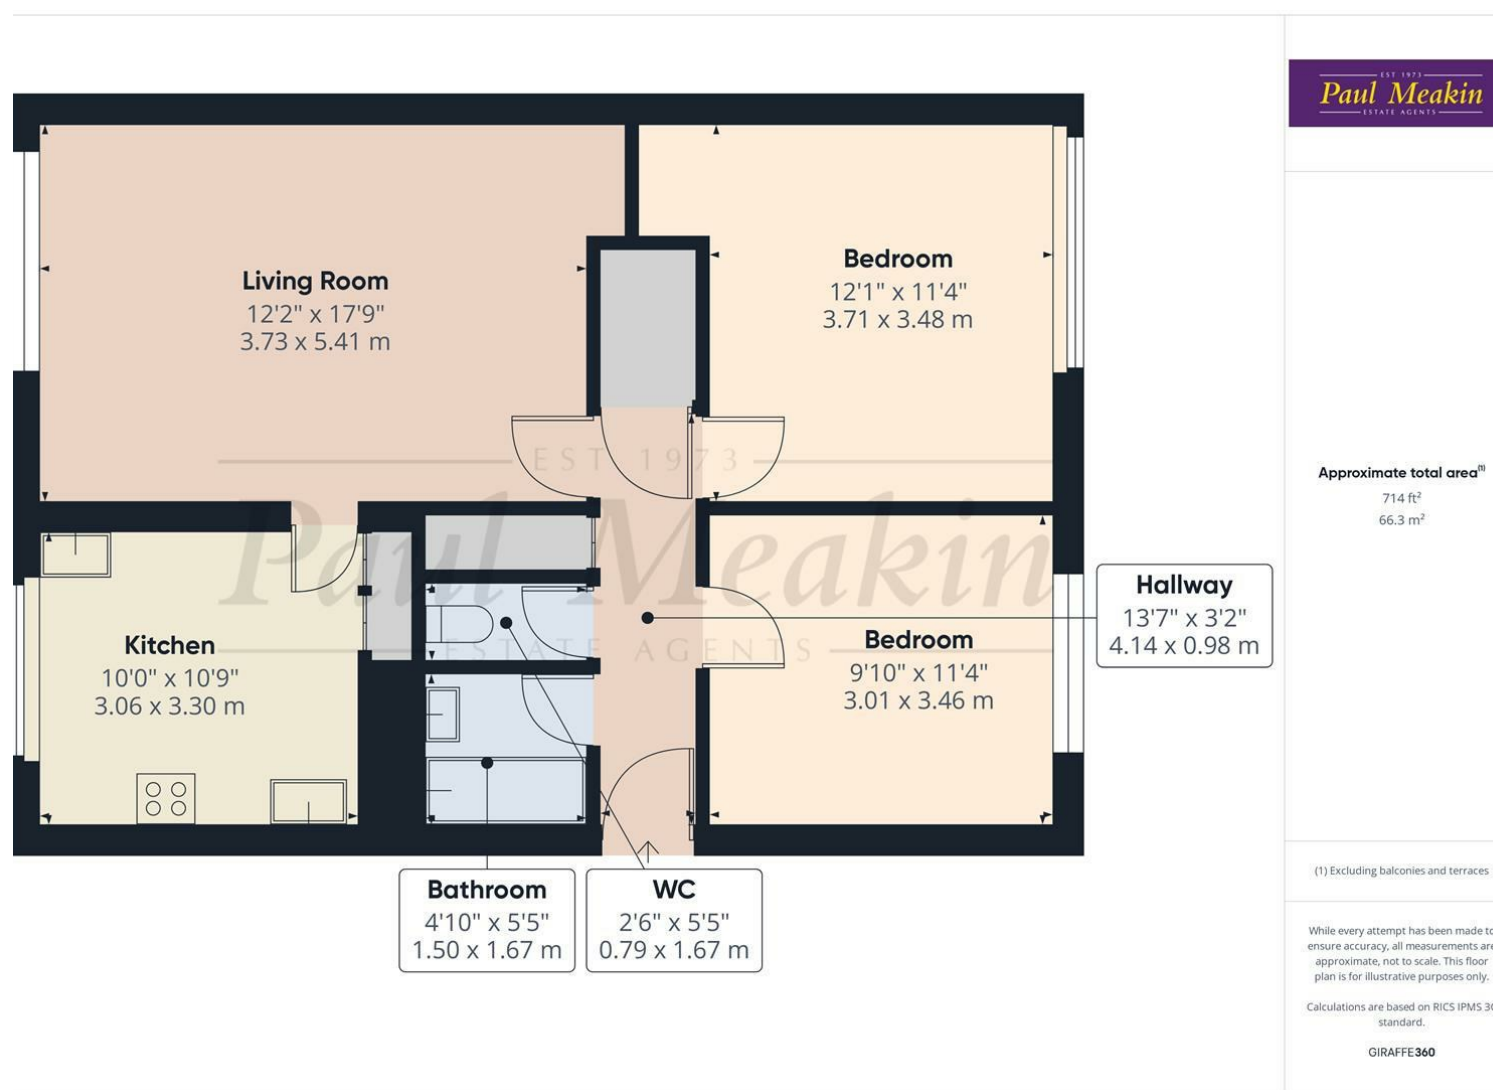 EST 1973
Paul Meakin
ESTATE AGENTS
Living Room
12'2" x 17'9"
3.73 x 5.41 m
Bedroom
12'1" x 11'4"
3.71 x 3.48 m
EST 1973
Paul Meakin
ESTATE AGENTS
Kitchen
10'0" x 10'9"
3.06 x 3.30 m
Bedroom
9'10" x 11'4"
3.01 x 3.46 m
Hallway
13'7" x 3'2"
4.14 x 0.98 m
Bathroom
4'10" x 5'5"
1.50 x 1.67 m
WC
2'6" x 5'5"
0.79 x 1.67 m
Approximate total area(1)
714 ft²
66.3 m²
(1) Excluding balconies and terraces
While every attempt has been made to
ensure accuracy, all measurements are
approximate, not to scale. This floor
plan is for illustrative purposes only.
Calculations are based on RICS IPMS 3C
standard.
GIRAFFE360